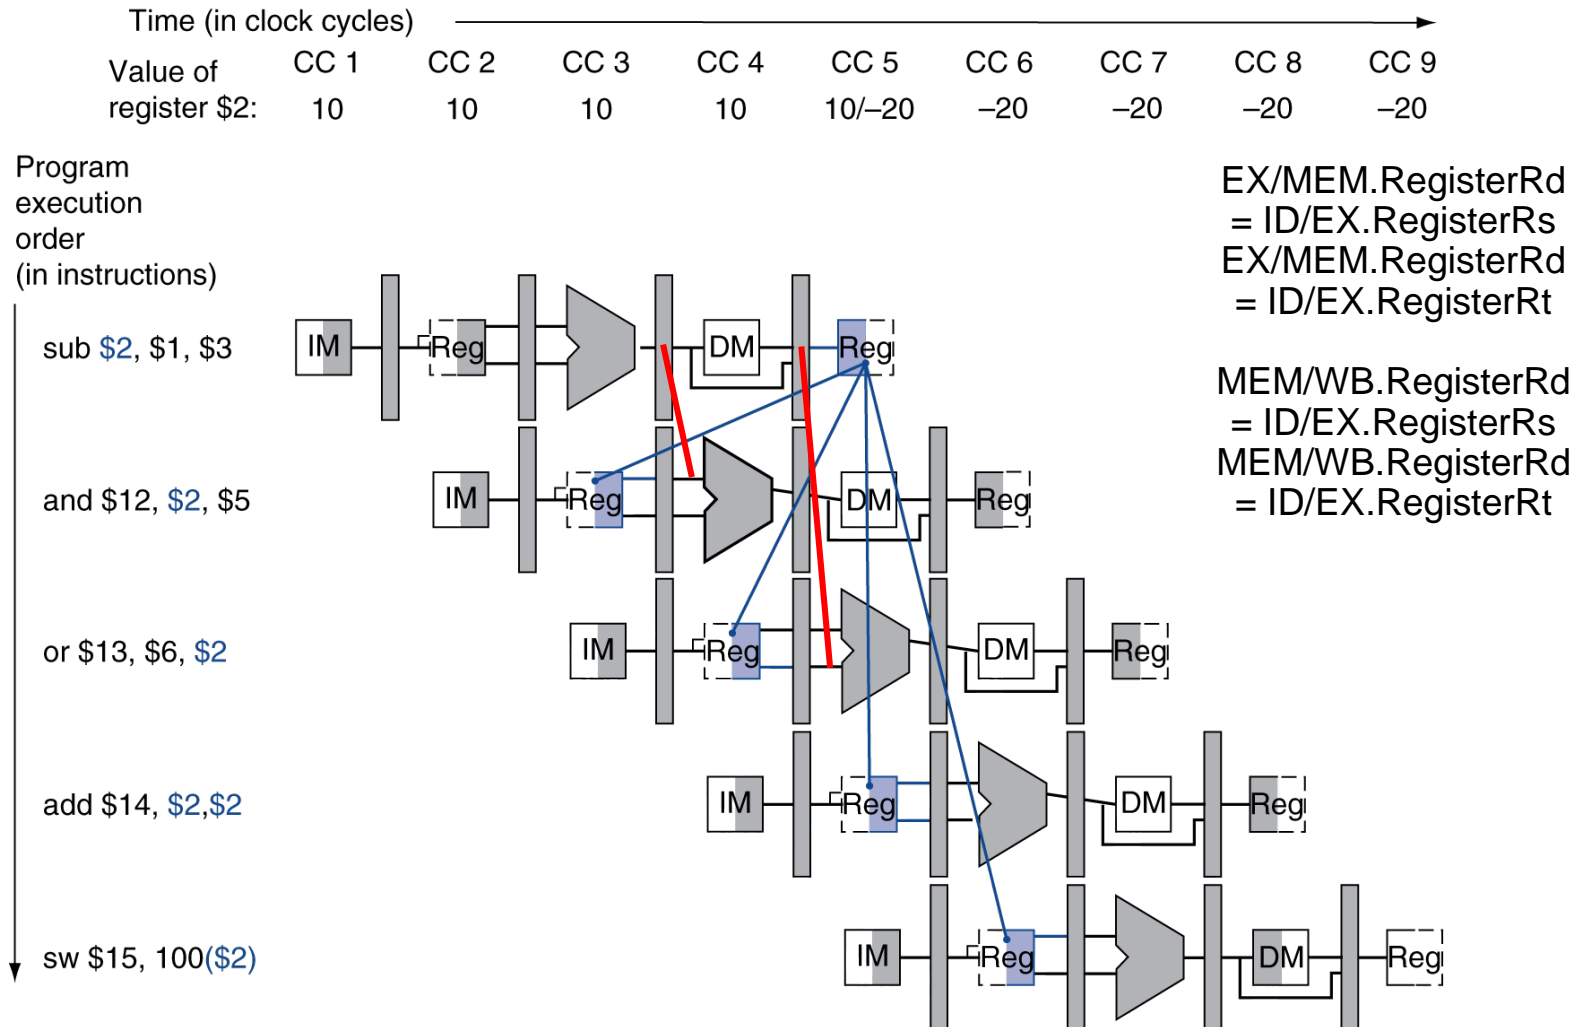 Time (in clock cycles)
Value of register $2:
CC 1 CC 2 CC 3 CC 4 CC 5 CC 6 CC 7 CC 8 CC 9
10 10 10 10 10/–20 –20 –20 –20 –20
Program
execution
order
(in instructions)
EX/MEM.RegisterRd
= ID/EX.RegisterRs
EX/MEM.RegisterRd
= ID/EX.RegisterRt
MEM/WB.RegisterRd
= ID/EX.RegisterRs
MEM/WB.RegisterRd
= ID/EX.RegisterRt
sub $2, $1, $3 IM Reg DM Reg
and $12, $2, $5 IM Reg DM Reg
or $13, $6, $2 IM Reg DM Reg
add $14, $2,$2 IM Reg DM Reg
sw $15, 100($2) IM Reg DM Reg